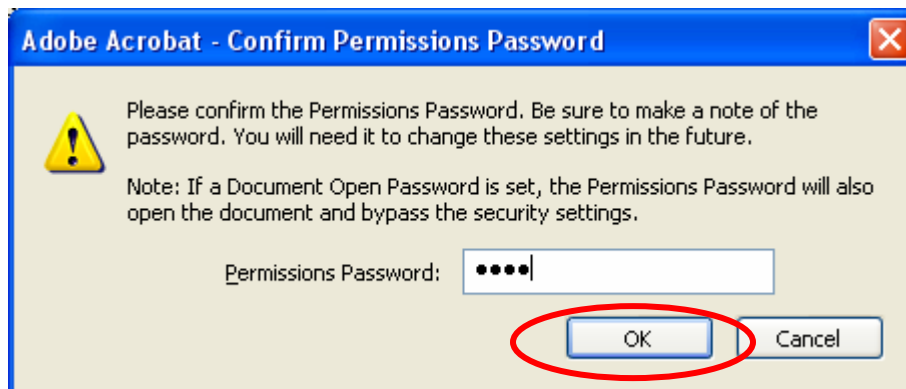 Adobe Acrobat - Confirm Permissions Password
Please confirm the Permissions Password. Be sure to make a note of the
password. You will need it to change these settings in the future.
Note: If a Document Open Password is set, the Permissions Password will also
open the document and bypass the security settings.
Permissions Password: ●●●●
OK Cancel